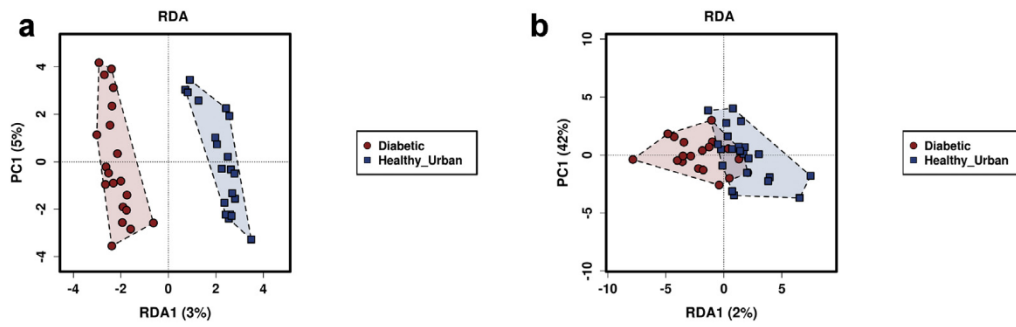 a
RDA
PC1 (5%)
4
2
0
-2
-4
-4
-2
0
2
4
RDA1 (3%)
Diabetic
Healthy_Urban
b
RDA
PC1 (42%)
10
5
0
-5
-10
-10
-5
0
5
RDA1 (2%)
Diabetic
Healthy_Urban